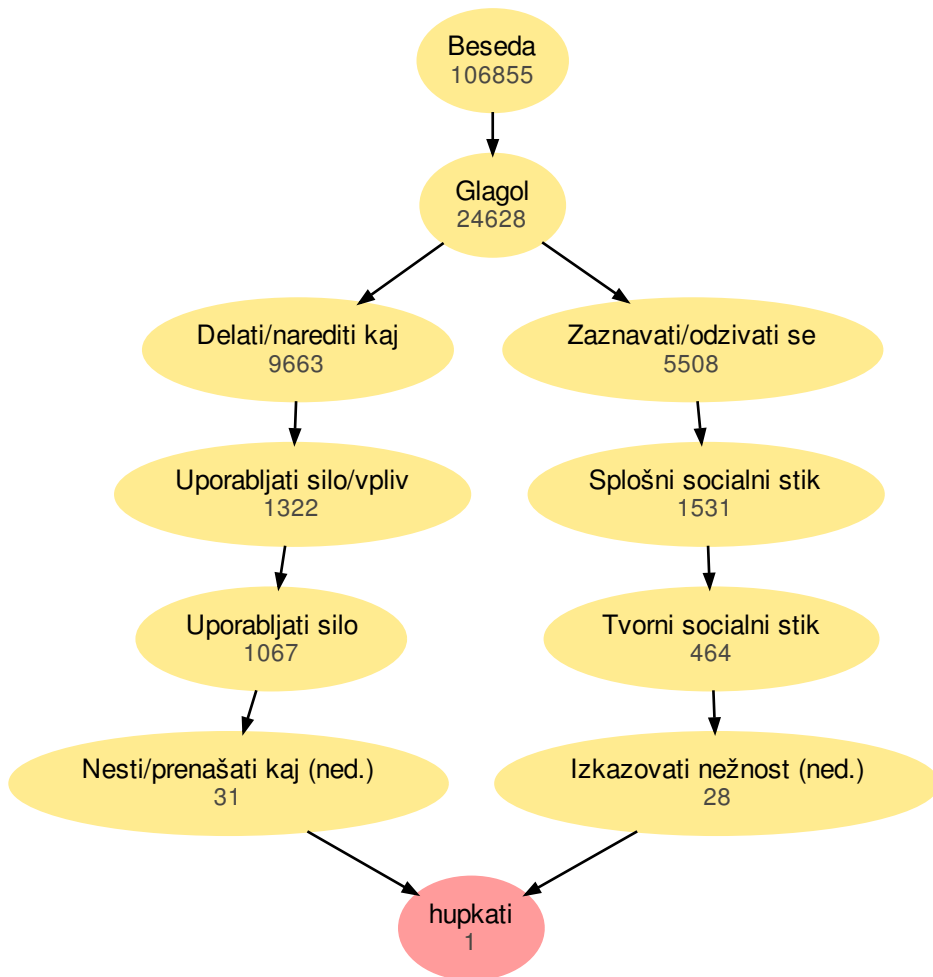 Beseda
106855
Glagol
24628
Delati/narediti kaj
9663
Zaznavati/odzivati se
5508
Uporabljati silo/vpliv
1322
Splošni socialni stik
1531
Uporabljati silo
1067
Tvorni socialni stik
464
Nesti/prenašati kaj (ned.)
31
Izkazovati nežnost (ned.)
28
hupkati
1